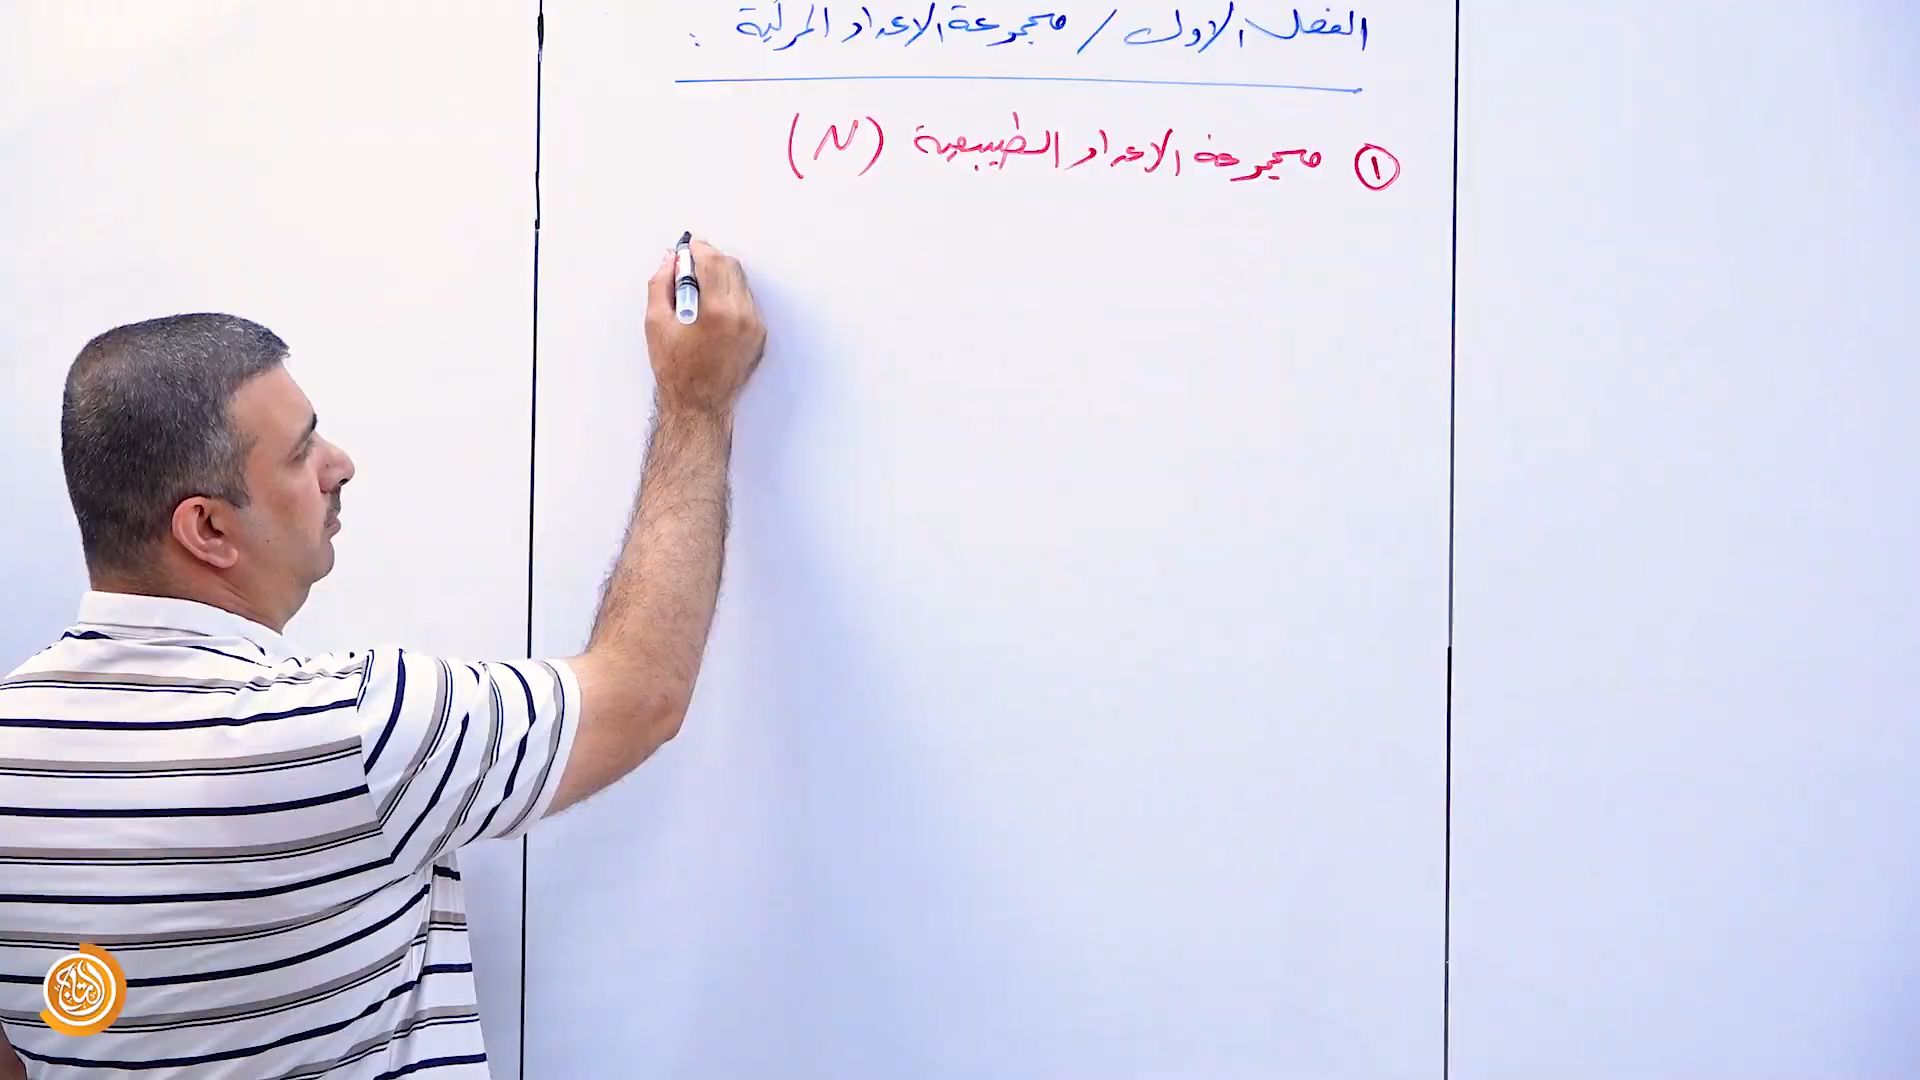 الفصل الاول / مجموعة الاعداد المركبة :
① مجموعة الاعداد الطبيعية (N)